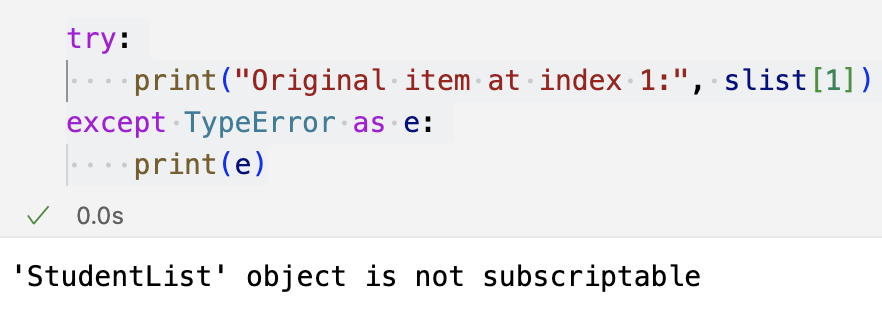 try:
    print("Original item at index 1:", slist[1])
except TypeError as e:
    print(e)
0.0s
'StudentList' object is not subscriptable